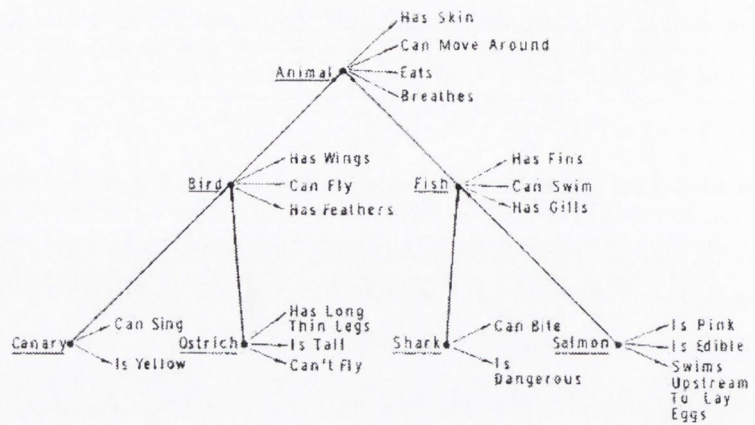 Has Skin
Can Move Around
Animal
Eats
Breathes
Bird
Has Wings
Can Fly
Has Feathers
Fish
Has Fins
Can Swim
Has Gills
Canary
Can Sing
Is Yellow
Ostrich
Has Long
Thin Legs
Is Tall
Can't Fly
Shark
Can Bite
Is
Dangerous
Salmon
Is Pink
Is Edible
Swims
Upstream
To Lay
Eggs